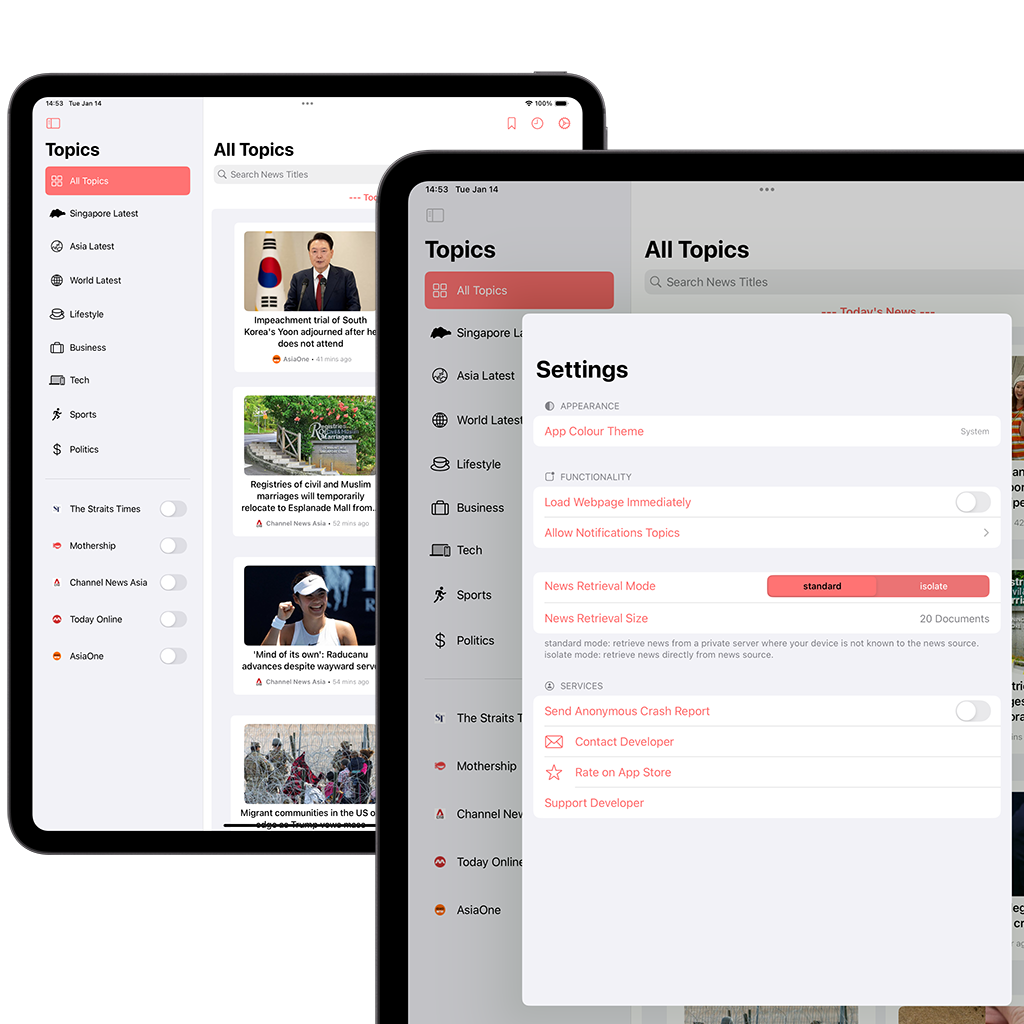 14:53 Tue Jan 14
100%
Topics
All Topics
Singapore Latest
Asia Latest
World Latest
Lifestyle
Business
Tech
Sports
Politics
The Straits Times
Mothership
Channel News Asia
Today Online
AsiaOne
All Topics
Search News Titles
--- Tod
Impeachment trial of South
Korea's Yoon adjourned after he
does not attend
AsiaOne • 41 mins ago
Registries of
Civil & Muslim
Marriages
Registries of civil and Muslim
marriages will temporarily
relocate to Esplanade Mall from...
Channel News Asia • 52 mins ago
'Mind of its own': Raducanu
advances despite wayward serve
Channel News Asia • 54 mins ago
Migrant communities in the US on
edge as Trump vows mass
14:53 Tue Jan 14
Topics
All Topics
Singapore La
Asia Latest
World Latest
Lifestyle
Business
Tech
Sports
Politics
The Straits T
Mothership
Channel New
Today Online
AsiaOne
All Topics
Search News Titles
--- Today's News ---
Settings
APPEARANCE
App Colour Theme
System
FUNCTIONALITY
Load Webpage Immediately
Allow Notifications Topics
News Retrieval Mode
standard
isolate
News Retrieval Size
20 Documents
standard mode: retrieve news from a private server where your device is not known to the news source.
isolate mode: retrieve news directly from news source.
SERVICES
Send Anonymous Crash Report
Contact Developer
Rate on App Store
Support Developer